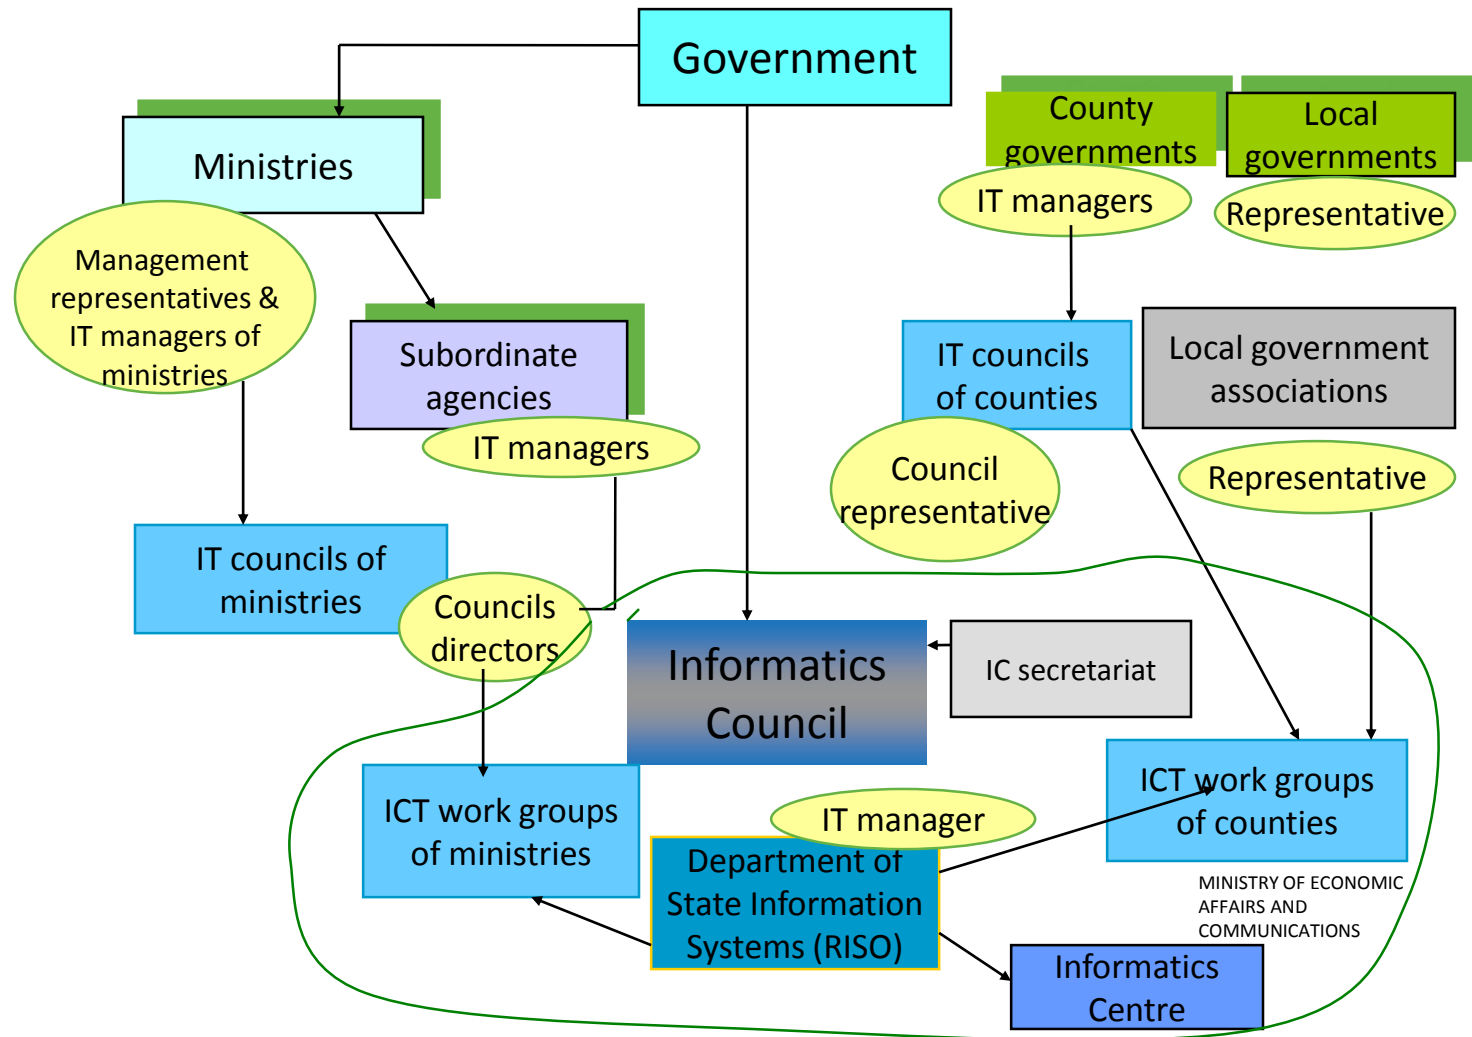 Government
County
governments
Local
governments
Ministries
IT managers
Representative
Management
representatives &
IT managers of
ministries
Subordinate
agencies
IT managers
IT councils
of counties
Local government
associations
Council
representative
Representative
IT councils of
ministries
Councils
directors
Informatics
Council
IC secretariat
ICT work groups
of ministries
IT manager
ICT work groups
of counties
Department of
State Information
Systems (RISO)
MINISTRY OF ECONOMIC
AFFAIRS AND
COMMUNICATIONS
Informatics
Centre